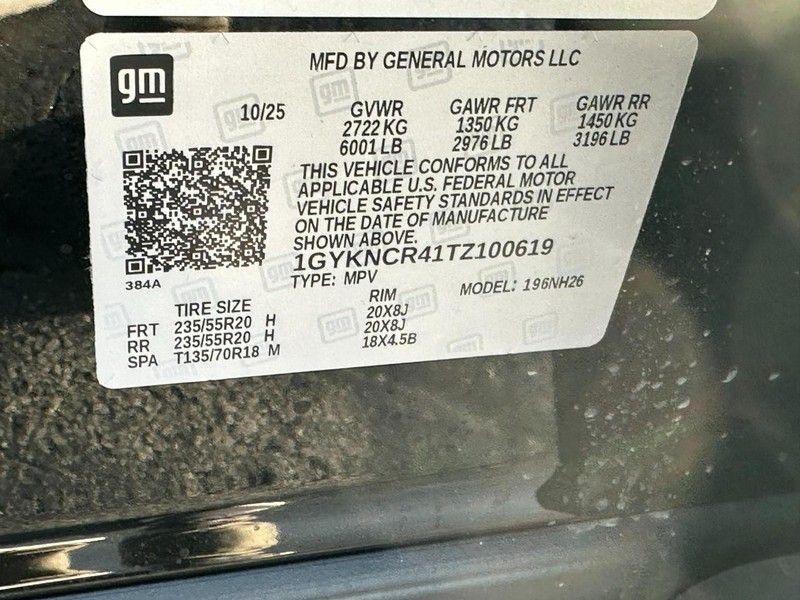 gm
MFD BY GENERAL MOTORS LLC
10/25 GVWR GAWR FRT GAWR RR
2722 KG 1350 KG 1450 KG
6001 LB 2976 LB 3196 LB
THIS VEHICLE CONFORMS TO ALL
APPLICABLE U.S. FEDERAL MOTOR
VEHICLE SAFETY STANDARDS IN EFFECT
ON THE DATE OF MANUFACTURE
SHOWN ABOVE.
1GYKNCR41TZ100619
384A
TYPE: MPV MODEL: 196NH26
TIRE SIZE RIM
FRT 235/55R20 H 20X8J
RR 235/55R20 H 20X8J
SPA T135/70R18 M 18X4.5B